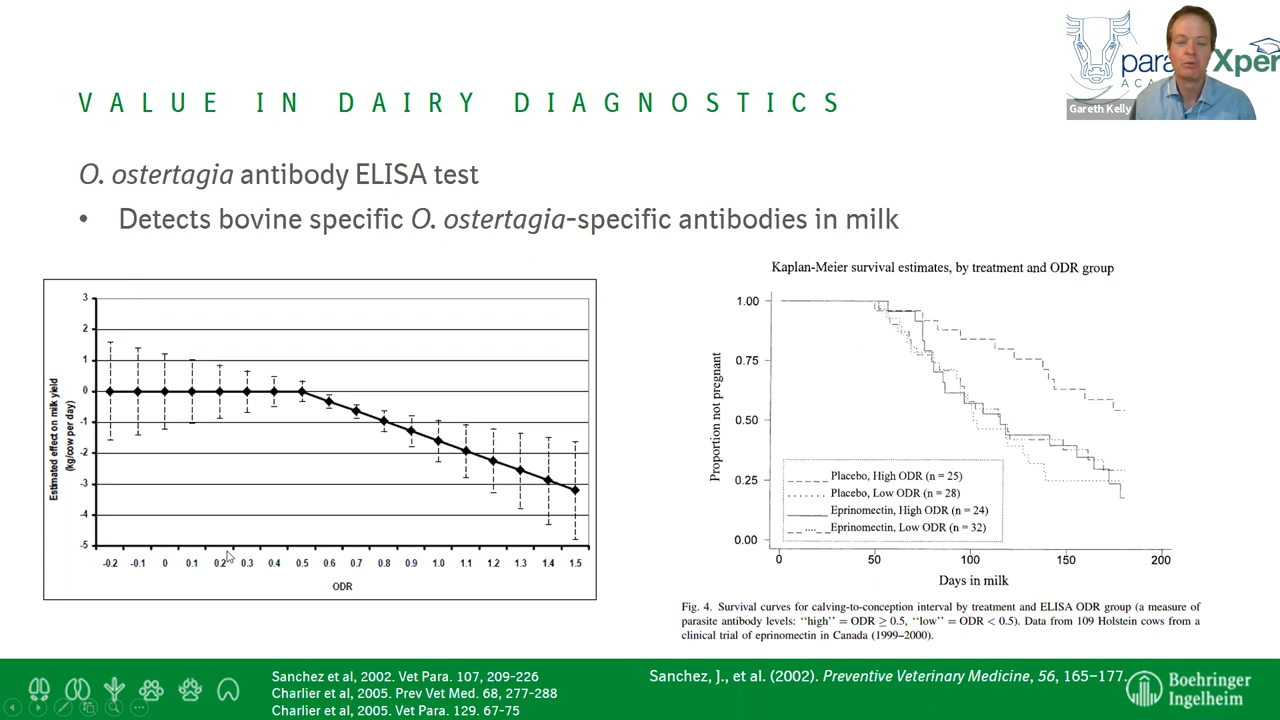 VALUE IN DAIRY DIAGNOSTICS
para Xper
ACA
Gareth Kelly
O. ostertagia antibody ELISA test
• Detects bovine specific O. ostertagia-specific antibodies in milk
Estimated effect on milk yield
(kg/cow per day)
3
2
1
0
-1
-2
-3
-4
-5
-0.2 -0.1 0 0.1 0.2 0.3 0.4 0.5 0.6 0.7 0.8 0.9 1.0 1.1 1.2 1.3 1.4 1.5
ODR
Kaplan-Meier survival estimates, by treatment and ODR group
Proportion not pregnant
1.00
0.75
0.50
0.25
0.00
Placebo, High ODR (n = 25)
Placebo, Low ODR (n = 28)
Eprinomectin, High ODR (n = 24)
Eprinomectin, Low ODR (n = 32)
0 50 100 150 200
Days in milk
Fig. 4. Survival curves for calving-to-conception interval by treatment and ELISA ODR group (a measure of
parasite antibody levels: ‘‘high’’ = ODR ≥ 0.5, ‘‘low’’ = ODR < 0.5). Data from 109 Holstein cows from a
clinical trial of eprinomectin in Canada (1999–2000).
Sanchez et al, 2002. Vet Para. 107, 209-226
Charlier et al, 2005. Prev Vet Med. 68, 277-288
Charlier et al, 2005. Vet Para. 129. 67-75
Sanchez, J., et al. (2002). Preventive Veterinary Medicine, 56, 165–177.
Boehringer
Ingelheim